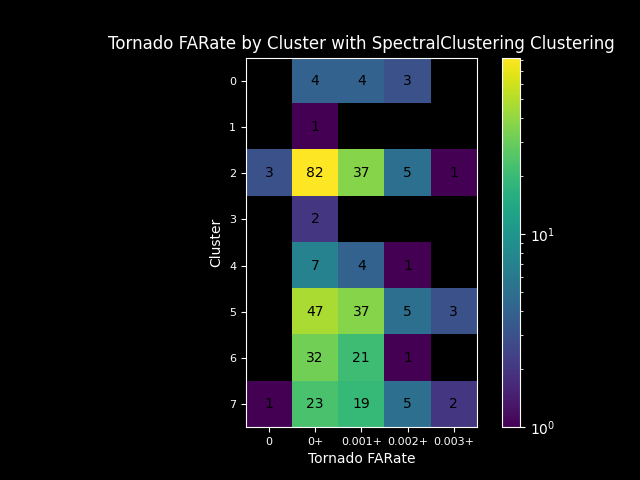 Tornado FARate by Cluster with SpectralClustering Clustering
0 4 4 3
1 1
2 3 82 37 5 1
3 2
4 7 4 1
5 47 37 5 3
6 32 21 1
7 1 23 19 5 2
0 0+ 0.001+ 0.002+ 0.003+
Tornado FARate
Cluster
10¹
10⁰